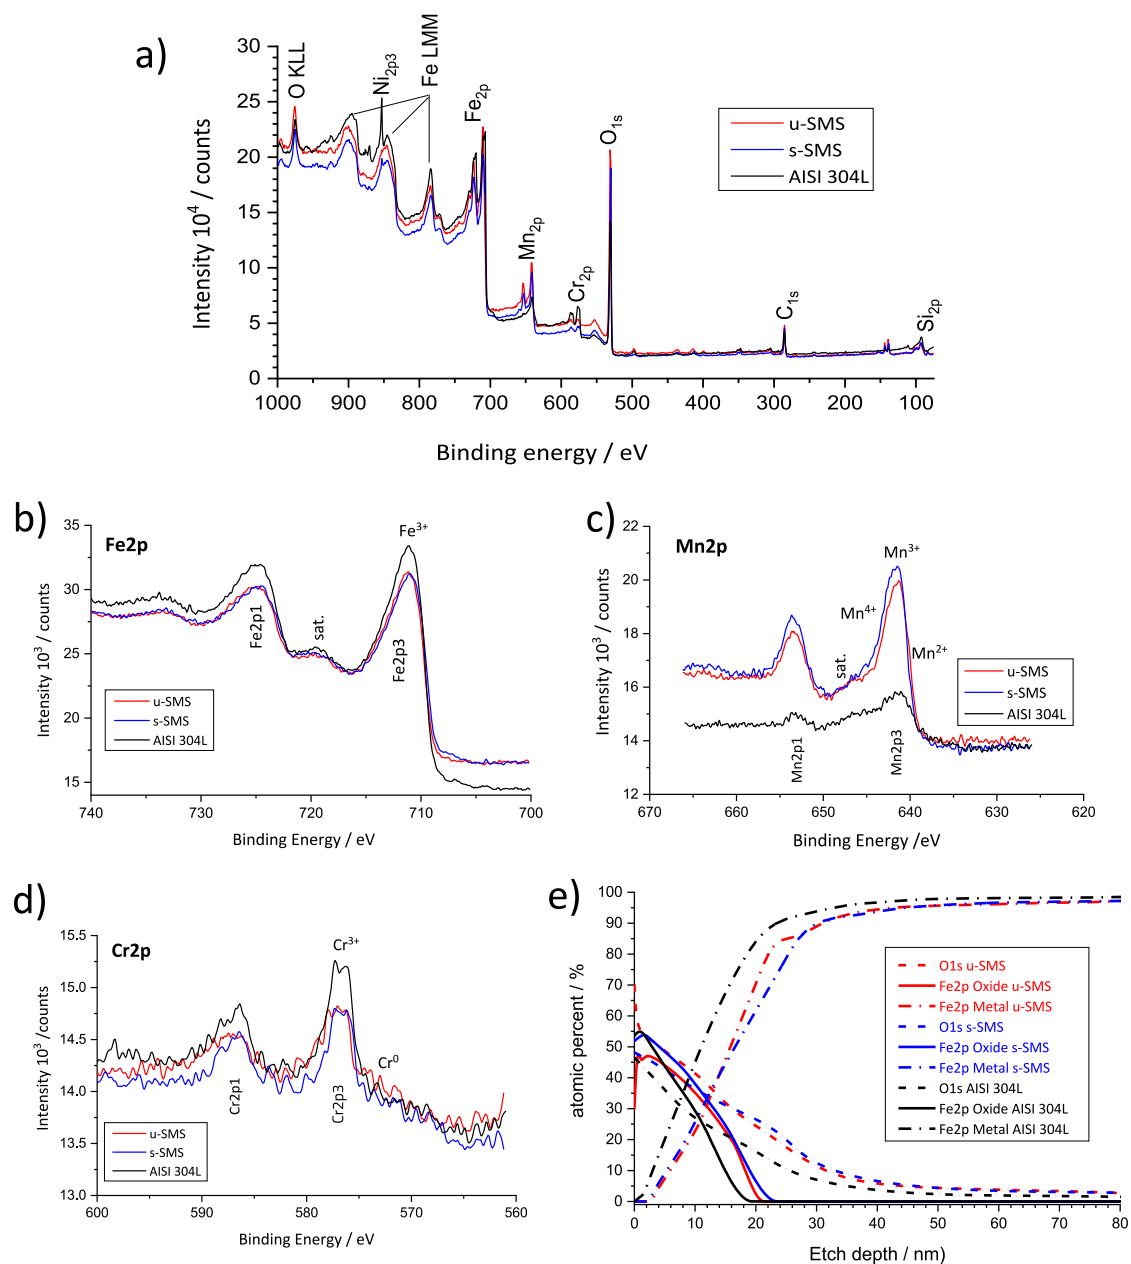 a)
O KLL
Ni2p3
Fe LMM
Fe2p
Mn2p
Cr2p
O1s
C1s
Si2p
u-SMS
s-SMS
AISI 304L
Intensity 10^4 / counts
30
25
20
15
10
5
0
1000 900 800 700 600 500 400 300 200 100
Binding energy / eV
b)
Fe2p
Fe3+
Fe2p1
sat.
Fe2p3
u-SMS
s-SMS
AISI 304L
Intensity 10^3 / counts
35
30
25
20
15
740 730 720 710 700
Binding Energy / eV
c)
Mn2p
Mn3+
Mn4+
sat.
Mn2+
Mn2p1
Mn2p3
u-SMS
s-SMS
AISI 304L
Intensity 10^3 / counts
22
20
18
16
14
12
670 660 650 640 630 620
Binding Energy /eV
d)
Cr2p
Cr3+
Cr0
Cr2p1
Cr2p3
u-SMS
s-SMS
AISI 304L
Intensity 10^3 /counts
15.5
15.0
14.5
14.0
13.5
13.0
600 590 580 570 560
Binding Energy / eV
e)
O1s u-SMS
Fe2p Oxide u-SMS
Fe2p Metal u-SMS
O1s s-SMS
Fe2p Oxide s-SMS
Fe2p Metal s-SMS
O1s AISI 304L
Fe2p Oxide AISI 304L
Fe2p Metal AISI 304L
atomic percent / %
100
90
80
70
60
50
40
30
20
10
0
0 10 20 30 40 50 60 70 80
Etch depth / nm)